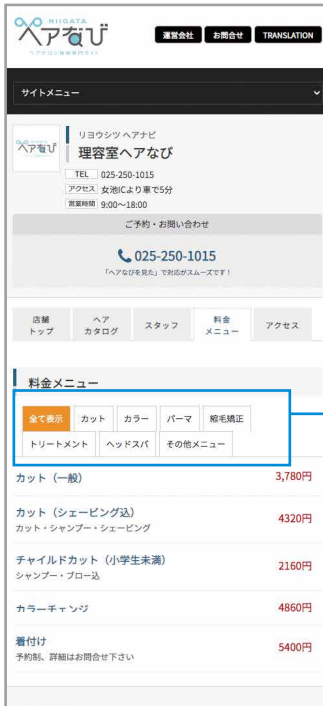 NIIGATA
ヘアなび
ヘアサロン検索専門サイト
運営会社 お問合せ TRANSLATION
サイトメニュー
ヘアなび
リヨウシツ ヘアナビ
理容室ヘアなび
TEL 025-250-1015
アクセス 女池ICより車で5分
営業時間 9:00〜18:00
ご予約・お問い合わせ
025-250-1015
「ヘアなびを見た」で対応がスムーズです！
店舗
トップ
ヘア
カタログ
スタッフ
料金
メニュー
アクセス
料金メニュー
全て表示 カット カラー パーマ 縮毛矯正
トリートメント ヘッドスパ その他メニュー
カット（一般） 3,780円
カット（シェービング込） 4320円
カット・シャンプー・シェービング
チャイルドカット（小学生未満） 2160円
シャンプー・ブロー込
カラーチェンジ 4860円
着付け 5400円
予約制、詳細はお問合せ下さい